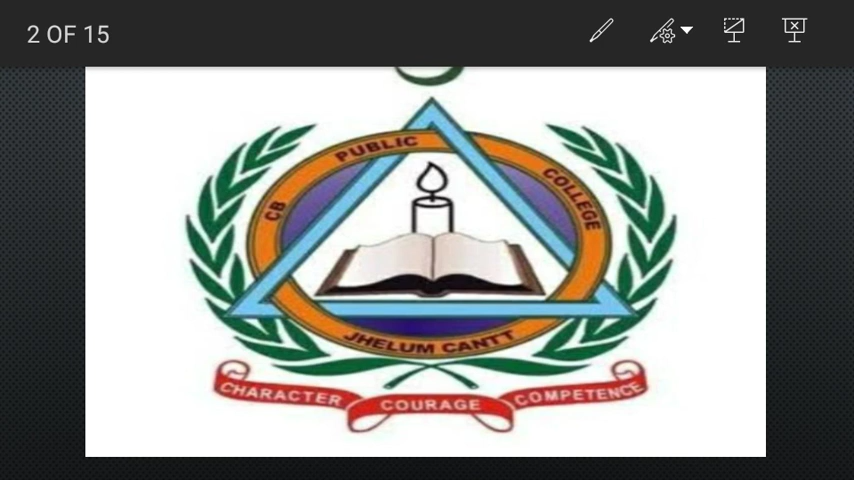 2 OF 15
CB PUBLIC COLLEGE
JHELUM CANTT
CHARACTER COURAGE COMPETENCE